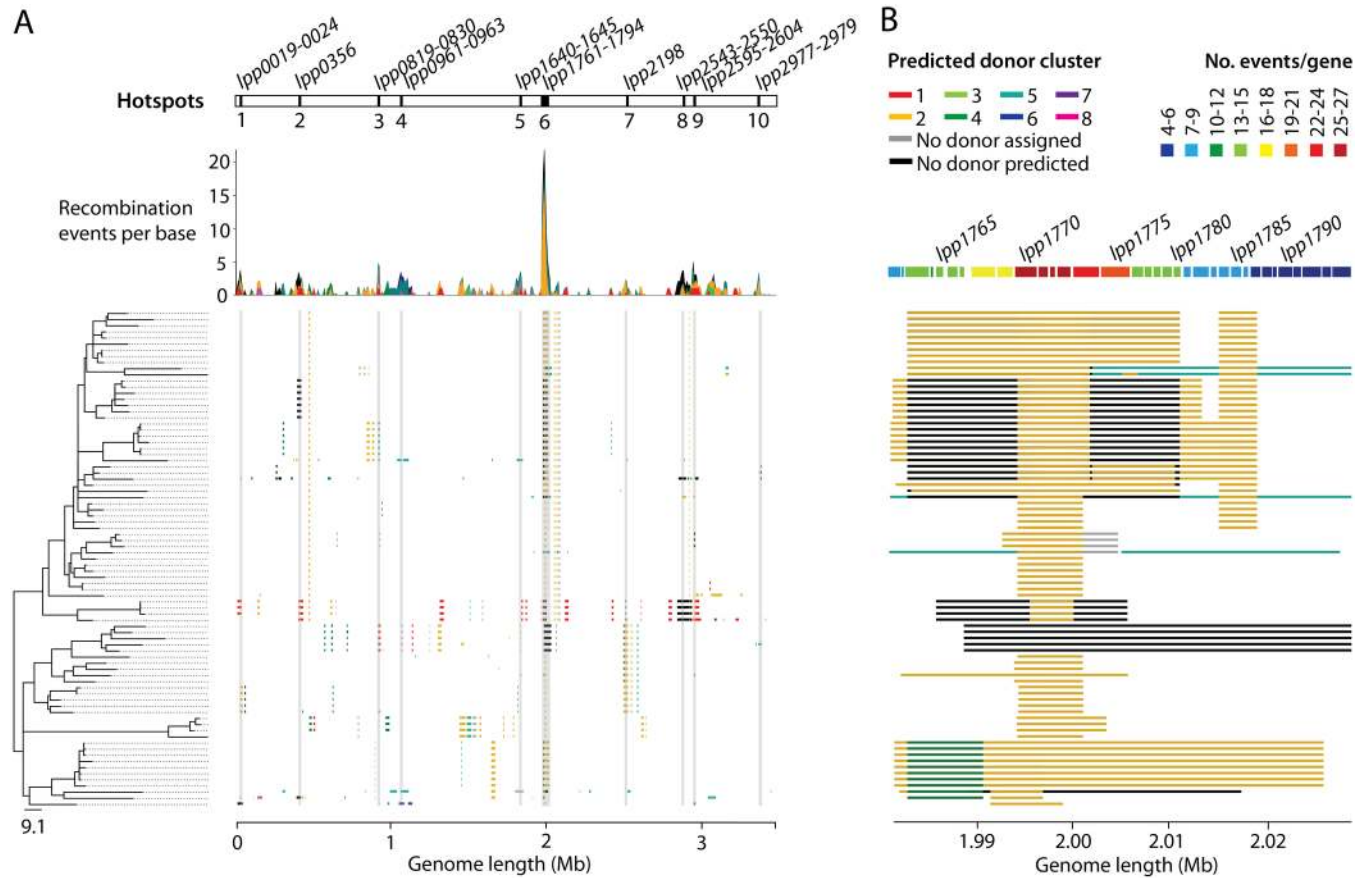 A
lpp0019-0024
lpp0356
lpp0819-0830
lpp0961-0963
lpp1640-1645
lpp1761-1794
lpp2198
lpp2543-2550
lpp2595-2604
lpp2977-2979
Hotspots
1 2 3 4 5 6 7 8 9 10
Recombination
events per base
20
15
10
5
0
9.1
0 1 2 3
Genome length (Mb)
B
Predicted donor cluster
1 3 5 7
2 4 6 8
No donor assigned
No donor predicted
No. events/gene
4-6 7-9 10-12 13-15 16-18 19-21 22-24 25-27
lpp1765 lpp1770 lpp1775 lpp1780 lpp1785 lpp1790
1.99 2.00 2.01 2.02
Genome length (Mb)